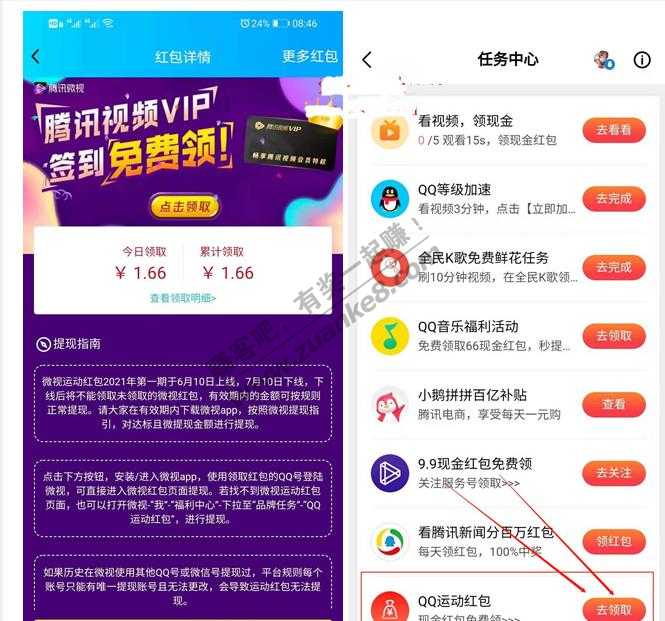 24% 08:46
红包详情
更多红包
腾讯微视
腾讯视频VIP
签到免费领!
腾讯视频VIP
畅享腾讯视频会员特权
点击领取
今日领取 累计领取
￥ 1.66 ￥ 1.66
查看领取明细>
提现指南
微视运动红包2021年第一期于6月10日上线，7月10日下线，下
线后将不能领取未领取的微视红包，有效期内的金额可按规则
正常提现。请大家在有效期内下载微视app，按照微视提现指
引，对达标且微提现金额进行提现。
点击下方按钮，安装/进入微视app，使用领取红包的QQ号登陆
微视，可直接进入微视红包页面提现。若找不到微视运动红包
页面，也可以打开微视-“我”-“福利中心”-下拉至“品牌任务”-“QQ
运动红包”，进行提现。
如果历史在微视使用其他QQ号或微信号提现过，平台规则每个
账号只能有唯一提现账号且无法更改，会导致运动红包无法提
现。
任务中心
看视频，领现金
0 /5 观看15s，领现金红包
去看看
QQ等级加速
看视频3分钟，点击【立即加...
去完成
全民K歌免费鲜花任务
刷10分钟视频，在全民K歌领...
去完成
QQ音乐福利活动
免费领取66现金红包，秒提...
去领取
小鹅拼拼百亿补贴
腾讯电商，享受每天一元购
查看
9.9现金红包免费领
关注服务号领取>>>
去关注
看腾讯新闻分百万红包
每天领红包，100%中奖
领红包
QQ运动红包
现金红包免费领>>>
去领取
赚客吧，有奖一起赚！
www.zuanke8.com